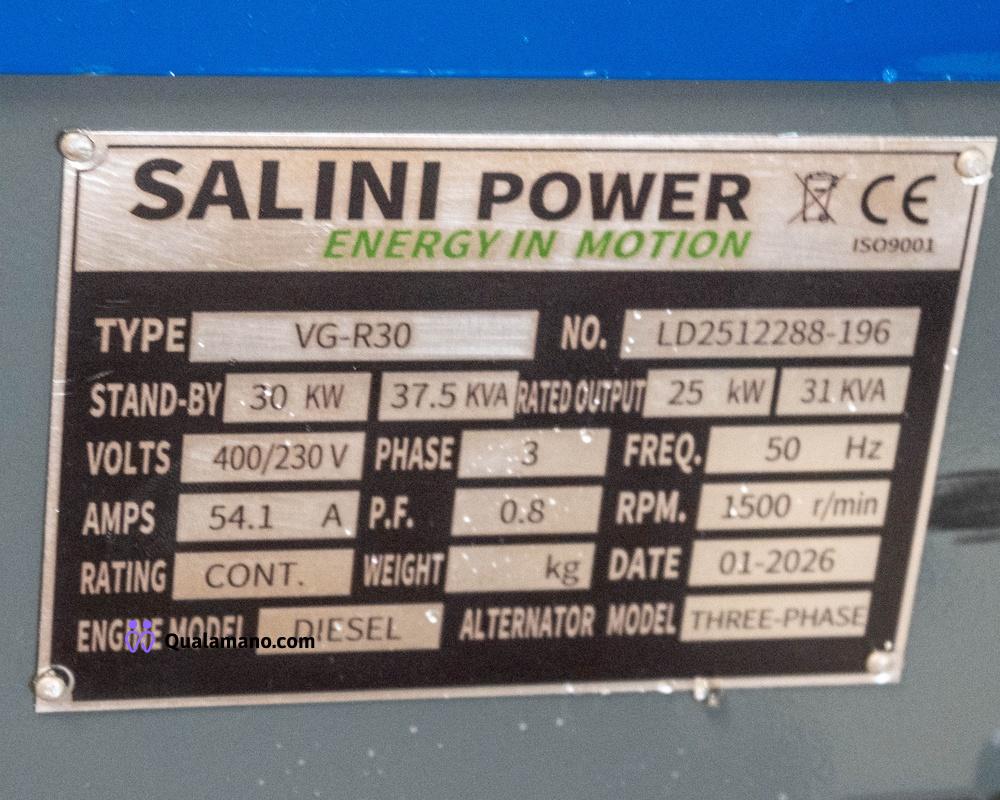 SALINI POWER
ENERGY IN MOTION
CE
ISO9001
TYPE VG-R30 NO. LD2512288-196
STAND-BY 30 KW 37.5 KVA RATED OUTPUT 25 kW 31 KVA
VOLTS 400/230 V PHASE 3 FREQ. 50 Hz
AMPS 54.1 A P.F. 0.8 RPM. 1500 r/min
RATING CONT. WEIGHT kg DATE 01-2026
ENGINE MODEL DIESEL ALTERNATOR MODEL THREE-PHASE
Qualamano.com